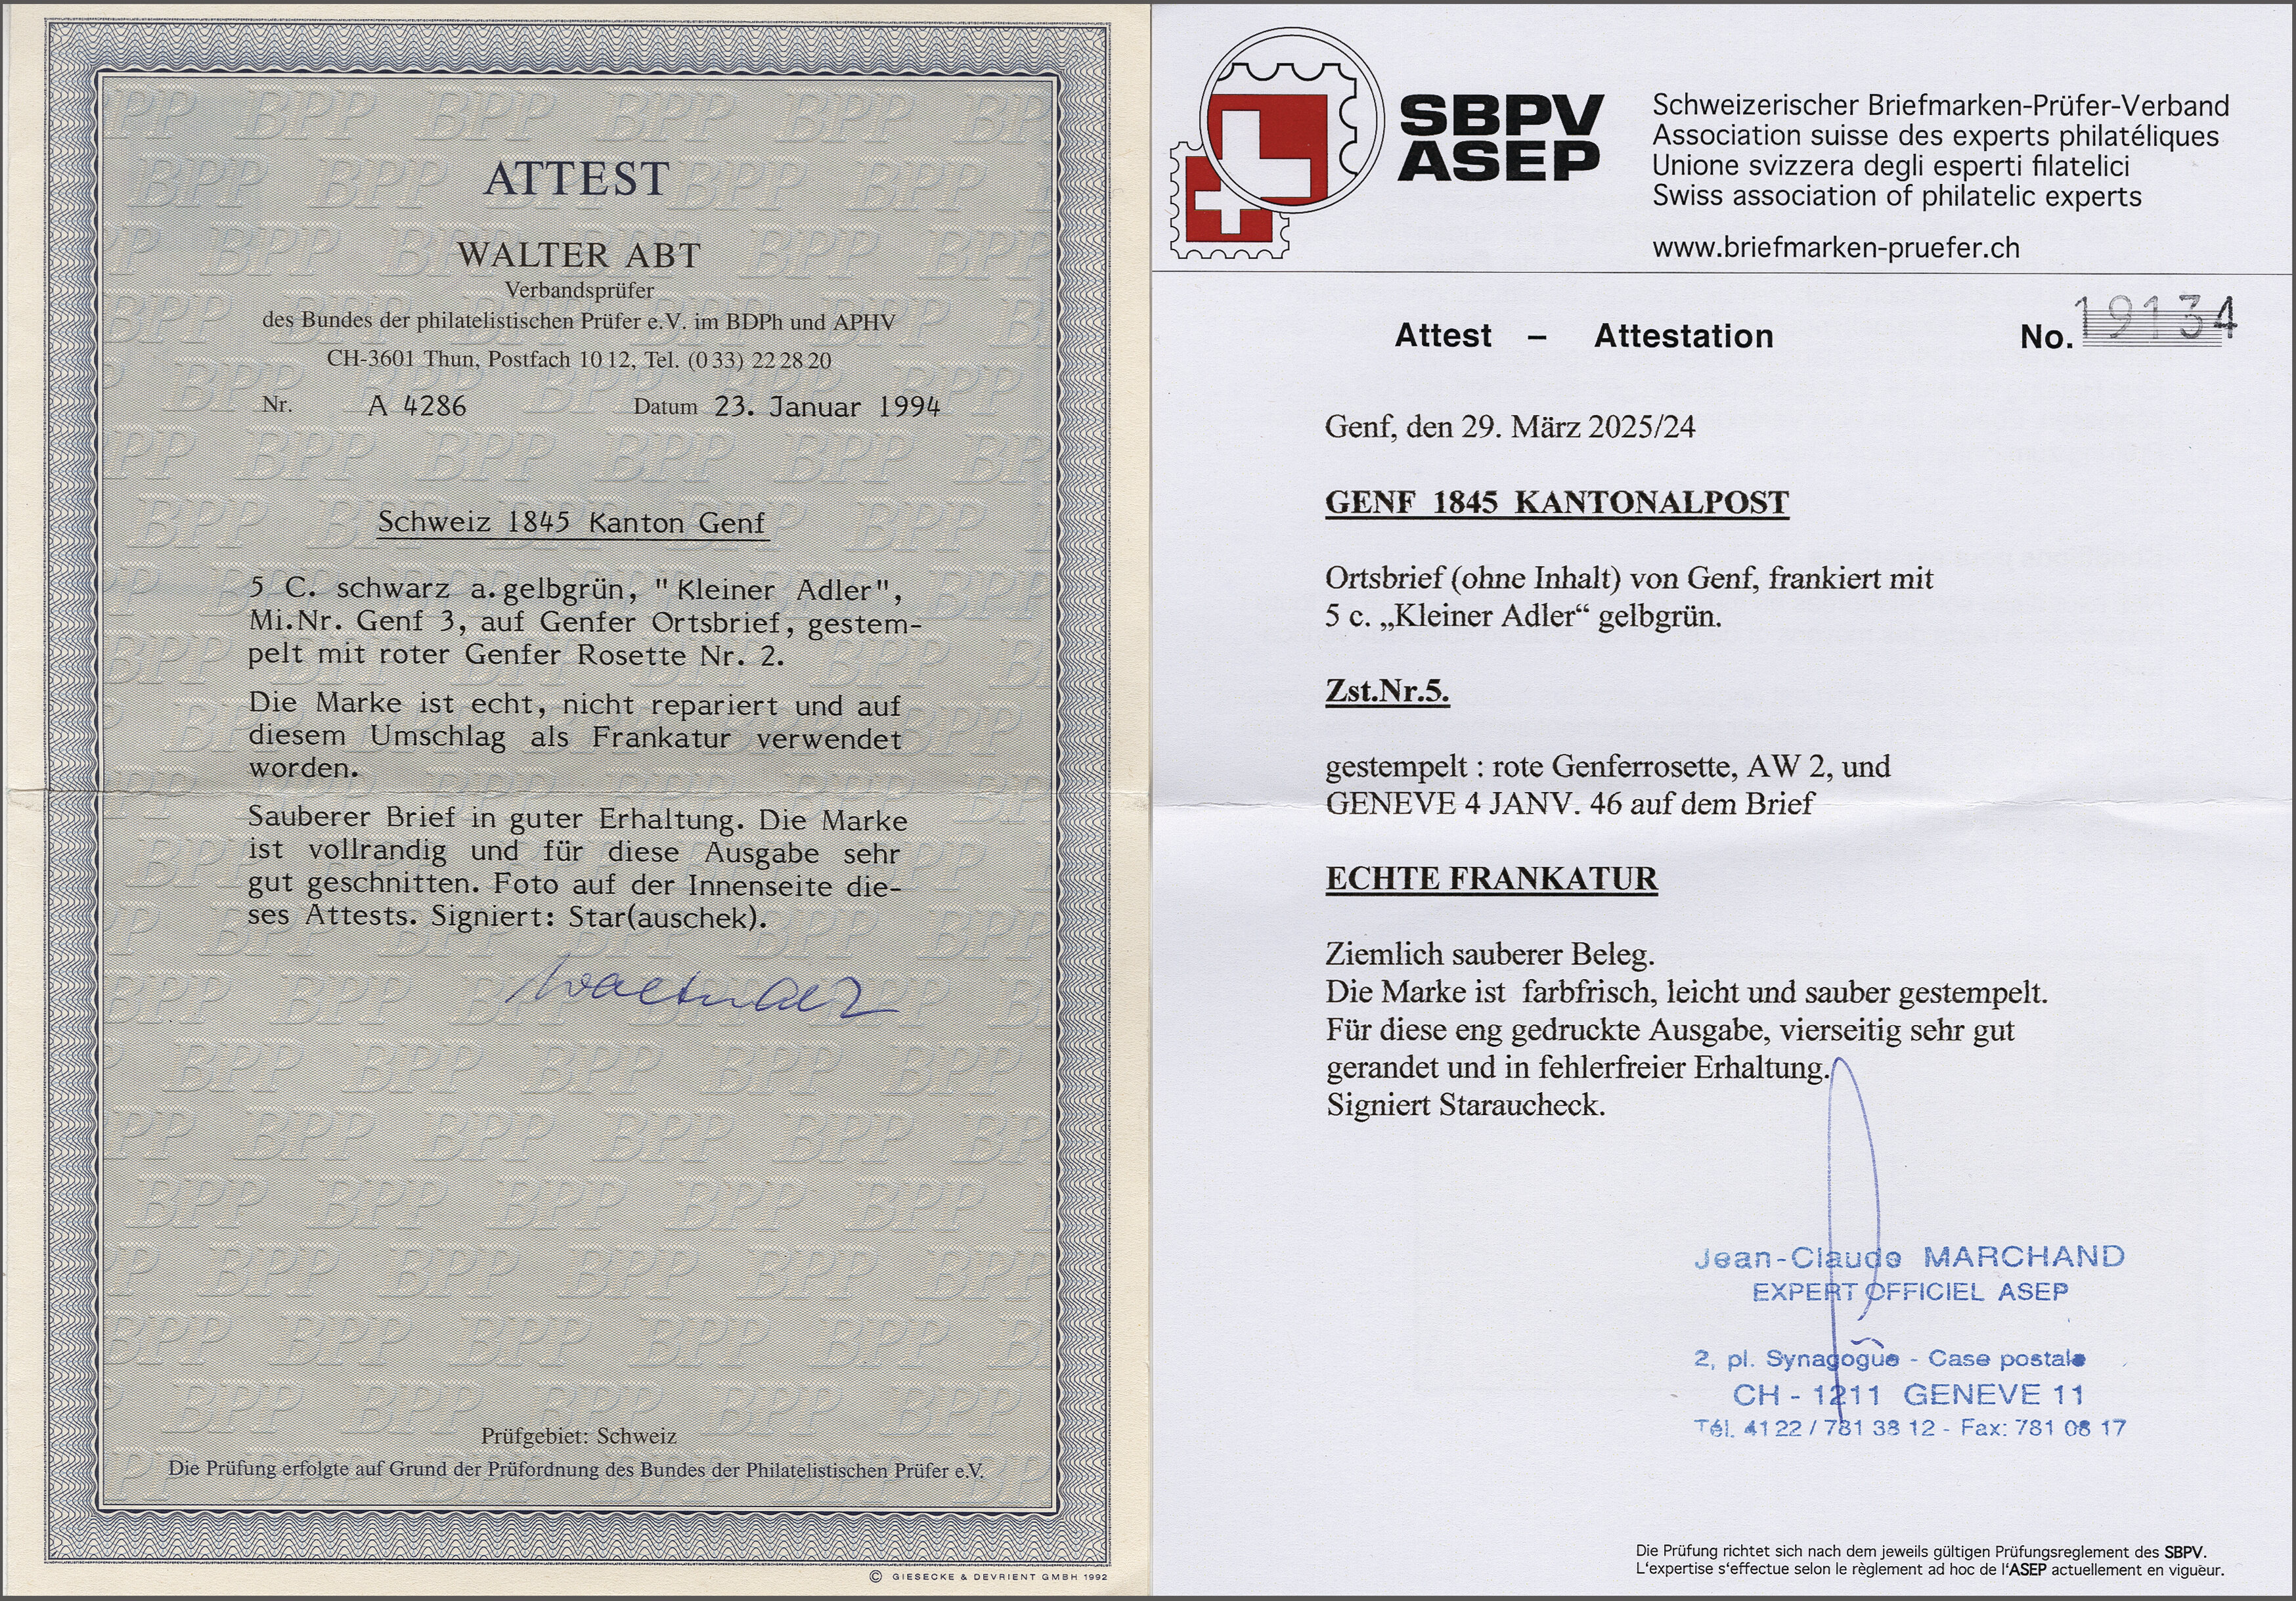 ATTEST
WALTER ABT
Verbandsprüfer
des Bundes der philatelistischen Prüfer e.V. im BDPh und APHV
CH-3601 Thun, Postfach 10 12, Tel. (0 33) 22 28 20
Nr. A 4286 Datum 23. Januar 1994
Schweiz 1845 Kanton Genf
5 C. schwarz a.gelbgrün, "Kleiner Adler",
Mi.Nr. Genf 3, auf Genfer Ortsbrief, gestem-
pelt mit roter Genfer Rosette Nr. 2.
Die Marke ist echt, nicht repariert und auf
diesem Umschlag als Frankatur verwendet
worden.
Sauberer Brief in guter Erhaltung. Die Marke
ist vollrandig und für diese Ausgabe sehr
gut geschnitten. Foto auf der Innenseite die-
ses Attests. Signiert: Star(auschek).
Prüfgebiet: Schweiz
Die Prüfung erfolgte auf Grund der Prüfordnung des Bundes der Philatelistischen Prüfer e.V.
© GIESECKE & DEVRIENT GMBH 1992
SBPV
ASEP
Schweizerischer Briefmarken-Prüfer-Verband
Association suisse des experts philatéliques
Unione svizzera degli esperti filatelici
Swiss association of philatelic experts
www.briefmarken-pruefer.ch
Attest – Attestation No. 19134
Genf, den 29. März 2025/24
GENF 1845 KANTONALPOST
Ortsbrief (ohne Inhalt) von Genf, frankiert mit
5 c. „Kleiner Adler“ gelbgrün.
Zst.Nr.5.
gestempelt : rote Genferrosette, AW 2, und
GENEVE 4 JANV. 46 auf dem Brief
ECHTE FRANKATUR
Ziemlich sauberer Beleg.
Die Marke ist farbfrisch, leicht und sauber gestempelt.
Für diese eng gedruckte Ausgabe, vierseitig sehr gut
gerandet und in fehlerfreier Erhaltung.
Signiert Staraucheck.
Jean-Claude MARCHAND
EXPERT OFFICIEL ASEP
2, pl. Synagogue - Case postale
CH - 1211 GENEVE 11
Tél. 41 22 / 781 38 12 - Fax: 781 08 17
Die Prüfung richtet sich nach dem jeweils gültigen Prüfungsreglement des SBPV.
L'expertise s'effectue selon le règlement ad hoc de l'ASEP actuellement en vigueur.